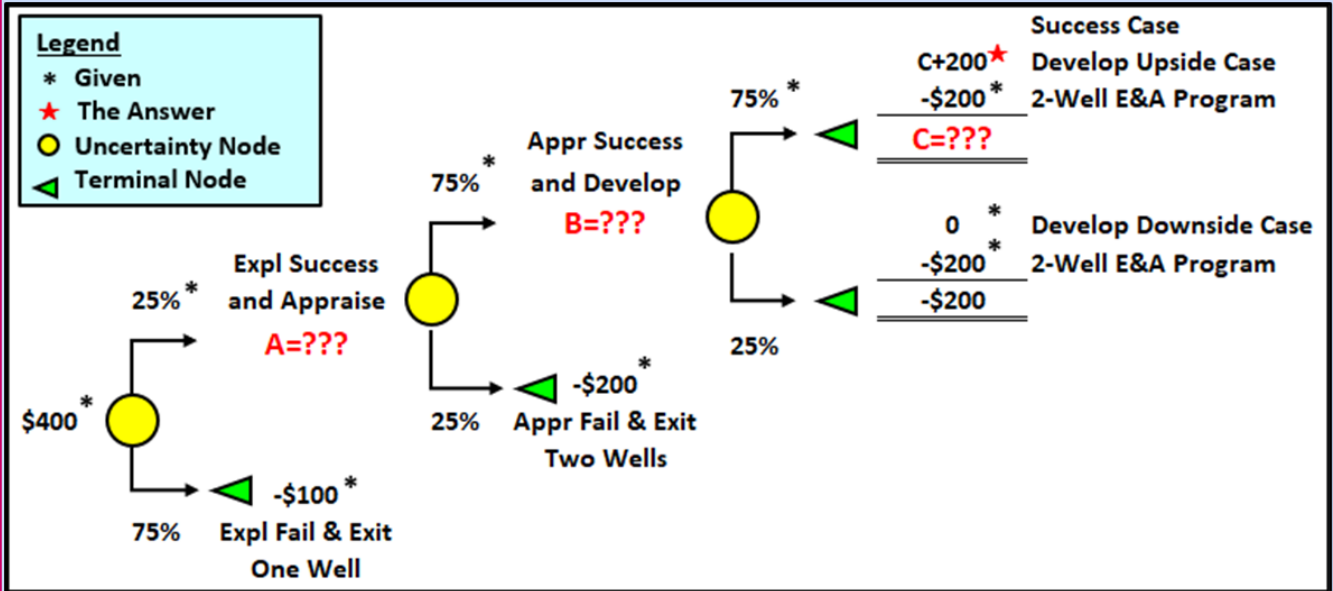 Legend
* Given
★ The Answer
Uncertainty Node
Terminal Node
$400*
25%*
75%
Expl Success
and Appraise
A=???
-$100*
Expl Fail & Exit
One Well
75%*
25%
Appr Success
and Develop
B=???
-$200*
Appr Fail & Exit
Two Wells
75%*
25%
Success Case
C+200★ Develop Upside Case
-$200* 2-Well E&A Program
C=???
0 * Develop Downside Case
-$200* 2-Well E&A Program
-$200